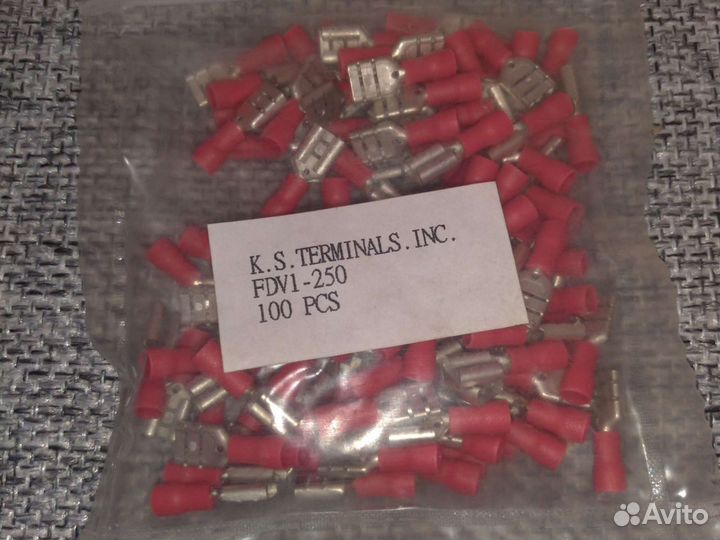 K.S.TERMINALS.INC.
FDV1-250
100 PCS
Avito